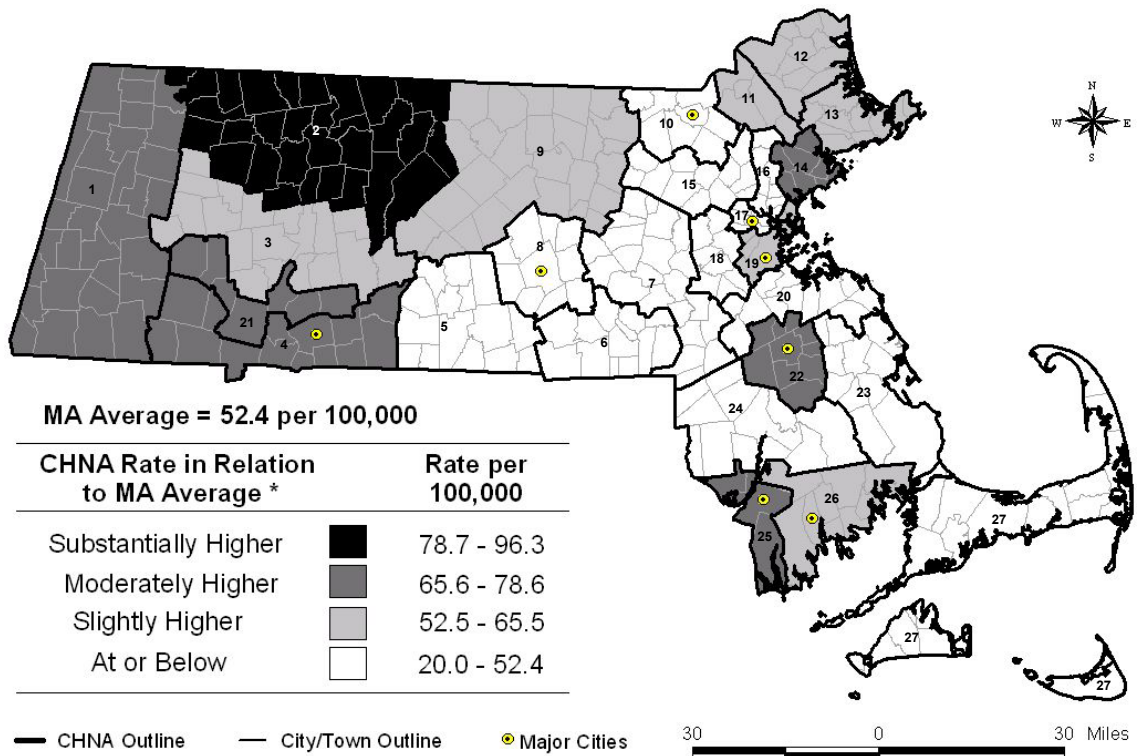 12
11
13
N
W E
S
10
2
9
14
16
15
1
17
3
8
19
18
7
20
21
5
6
4
22
23
24
MA Average = 52.4 per 100,000
CHNA Rate in Relation
to MA Average *
Rate per
100,000
Substantially Higher 78.7 - 96.3
Moderately Higher 65.6 - 78.6
Slightly Higher 52.5 - 65.5
At or Below 20.0 - 52.4
26
25
27
27
27
CHNA Outline City/Town Outline Major Cities
30 0 30 Miles